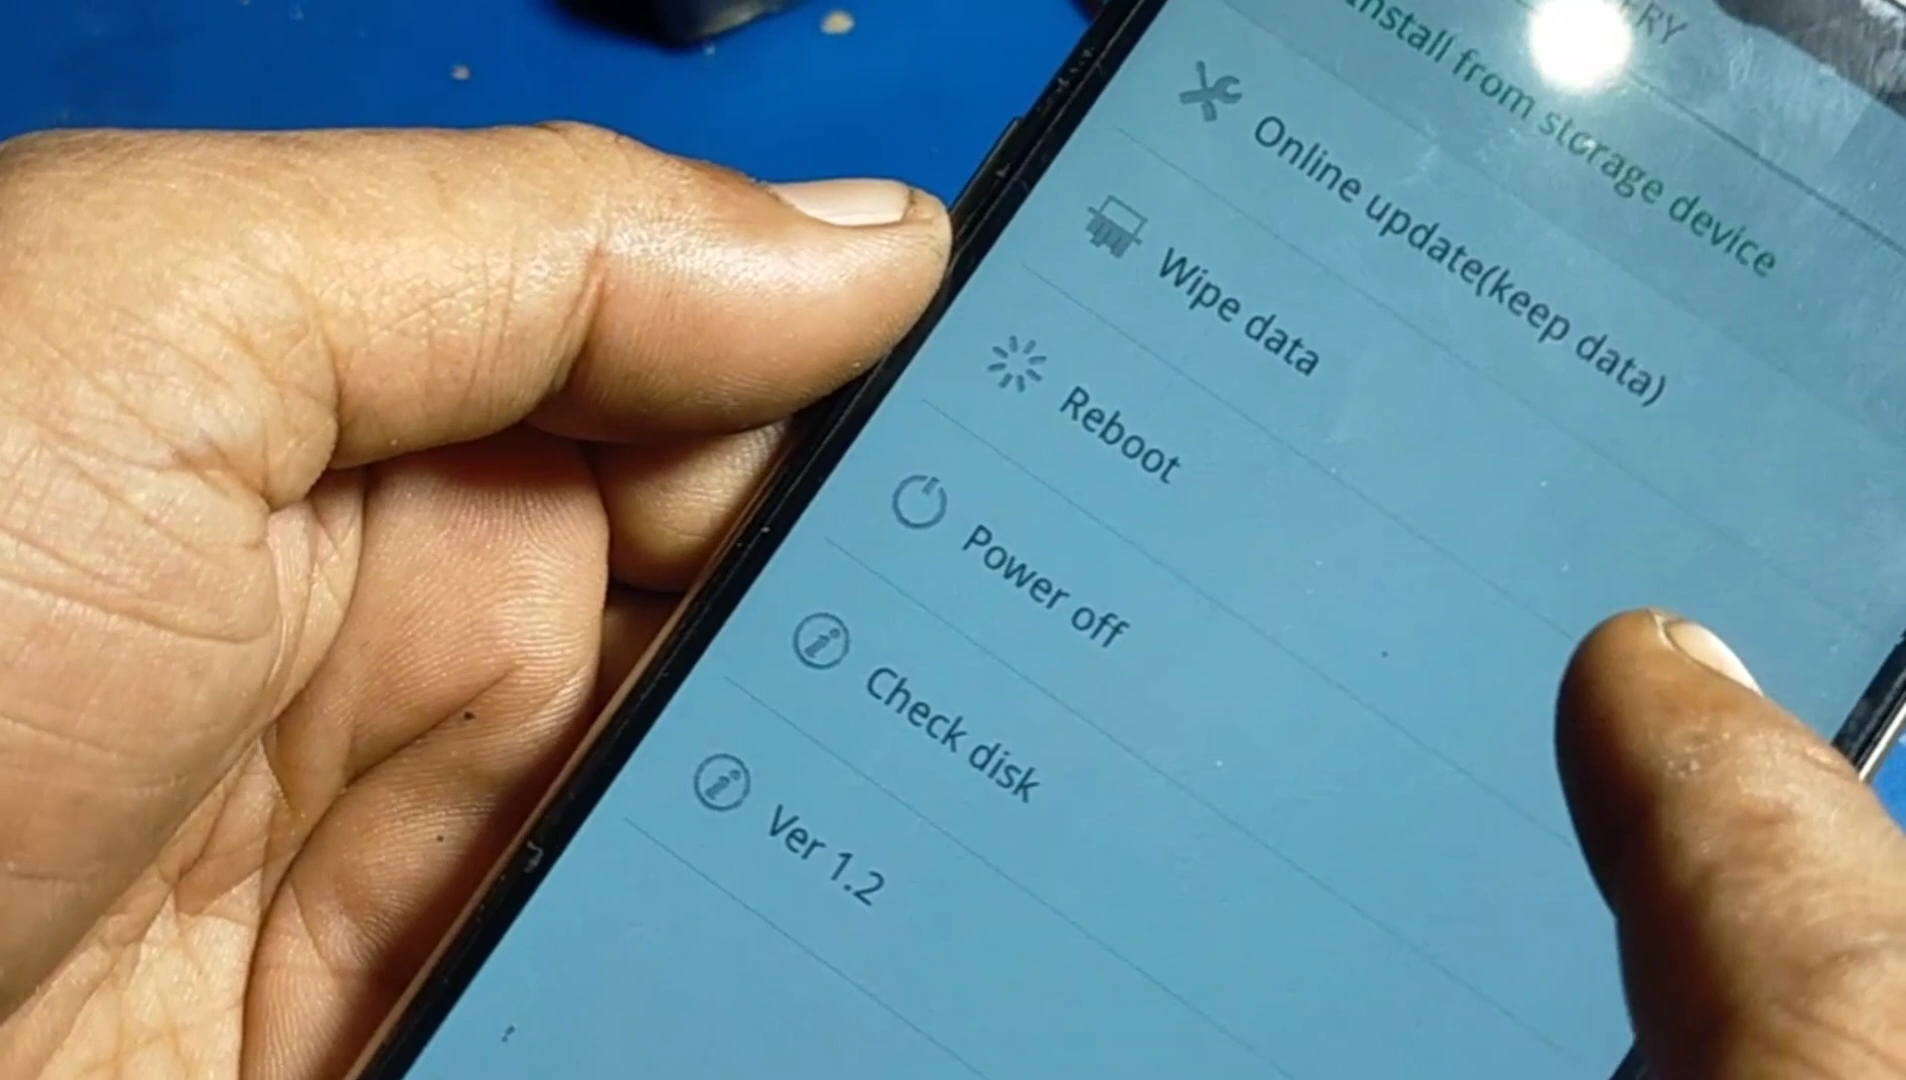 Install from storage device
Online update(keep data)
Wipe data
Reboot
Power off
Check disk
Ver 1.2